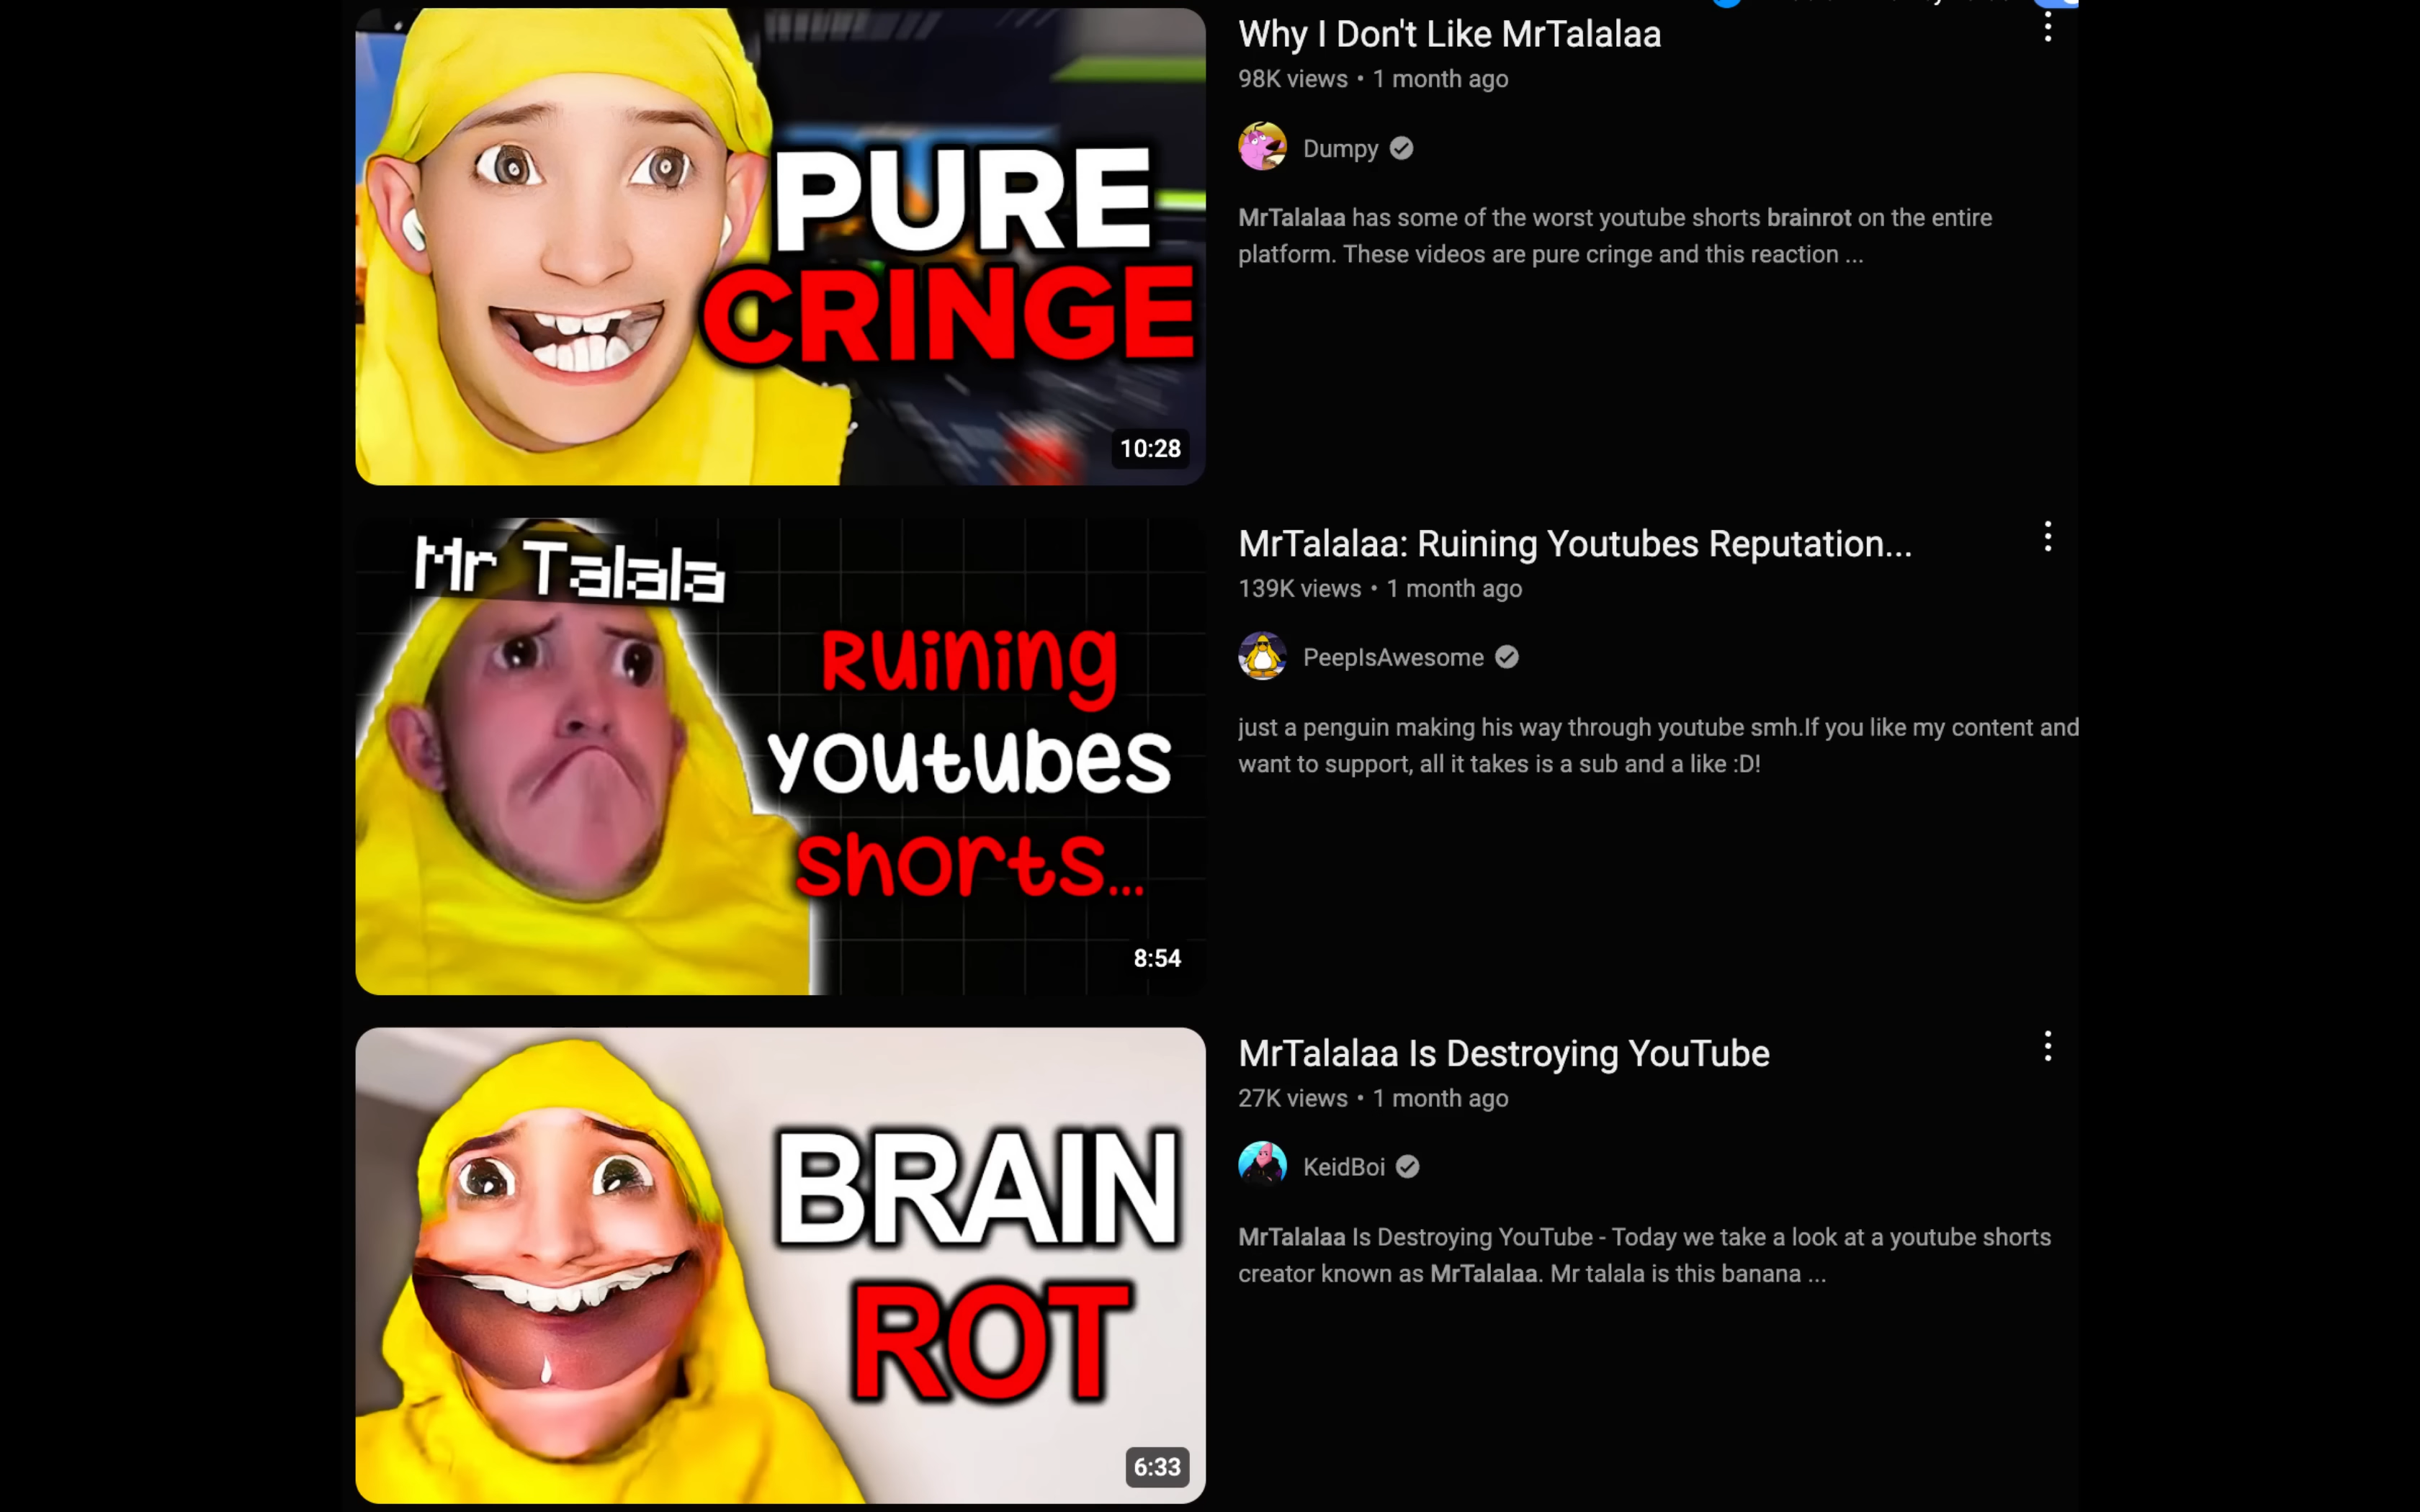 Why I Don't Like MrTalalaa
98K views • 1 month ago
Dumpy
MrTalalaa has some of the worst youtube shorts brainrot on the entire
platform. These videos are pure cringe and this reaction ...
PURE
CRINGE
10:28
MrTalalaa: Ruining Youtubes Reputation...
139K views • 1 month ago
PeepIsAwesome
just a penguin making his way through youtube smh.If you like my content and
want to support, all it takes is a sub and a like :D!
Mr Talala
Ruining
youtubes
shorts...
8:54
MrTalalaa Is Destroying YouTube
27K views • 1 month ago
KeidBoi
MrTalalaa Is Destroying YouTube - Today we take a look at a youtube shorts
creator known as MrTalalaa. Mr talala is this banana ...
BRAIN
ROT
6:33